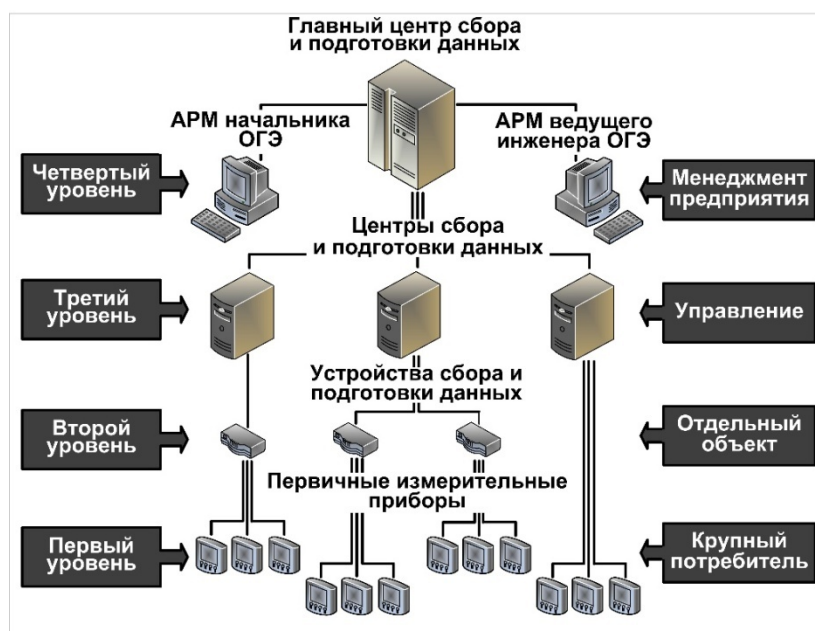 Главный центр сбора
и подготовки данных
АРМ начальника
ОГЭ
АРМ ведущего
инженера ОГЭ
Четвертый
уровень
Менеджмент
предприятия
Центры сбора
и подготовки данных
Третий
уровень
Управление
Устройства сбора и
подготовки данных
Второй
уровень
Отдельный
объект
Первичные измерительные
приборы
Первый
уровень
Крупный
потребитель